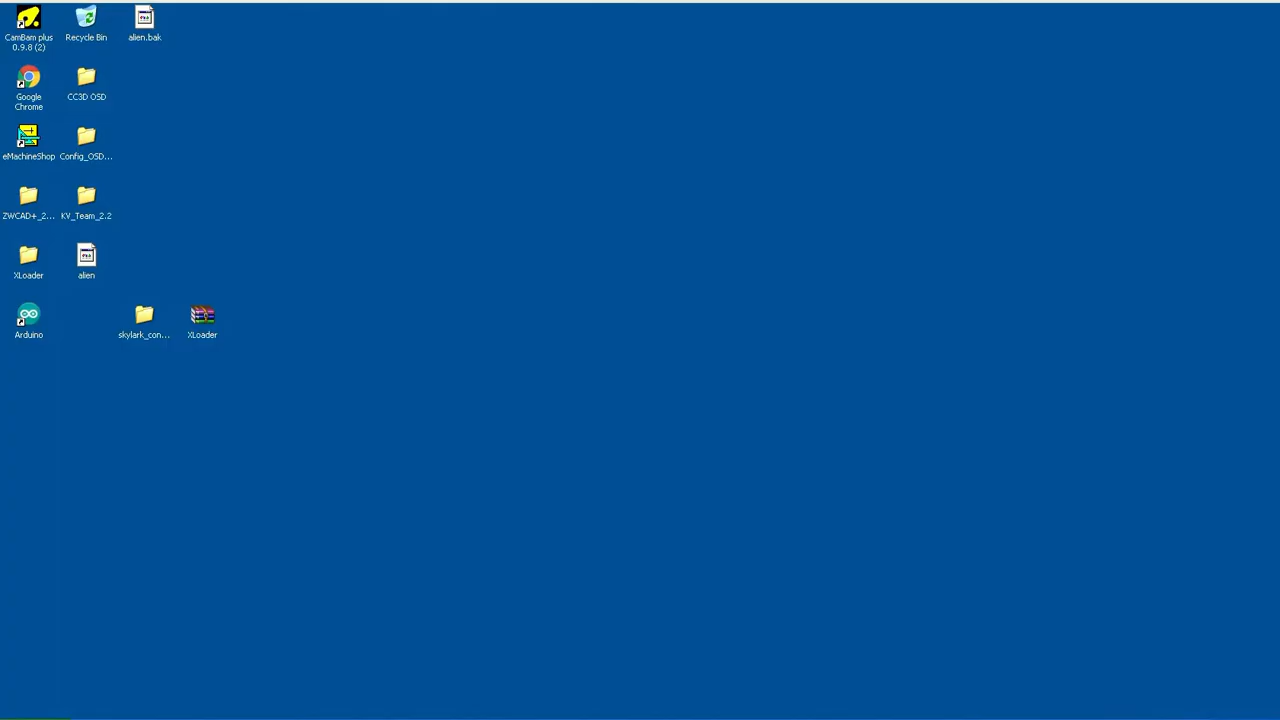 CamBam plus
0.9.8 (2)
Recycle Bin
alien.bak
Google
Chrome
CC3D OSD
eMachineShop
Config_OSD...
ZWCAD+_2...
KV_Team_2.2
XLoader
alien
Arduino
skylark_con...
XLoader